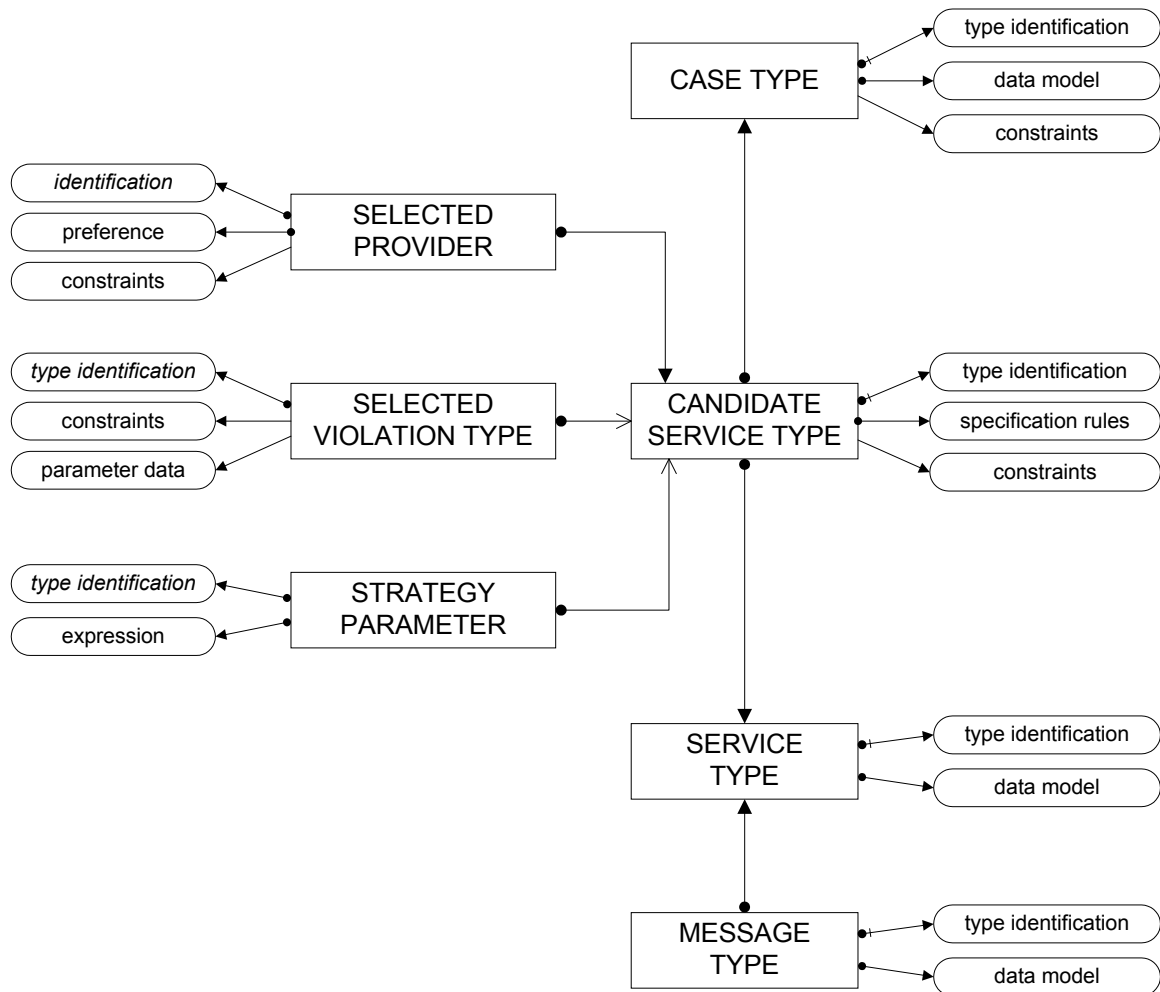 type identification
CASE TYPE
data model
constraints
identification
preference
constraints
SELECTED
PROVIDER
type identification
constraints
parameter data
SELECTED
VIOLATION TYPE
CANDIDATE
SERVICE TYPE
type identification
specification rules
constraints
type identification
expression
STRATEGY
PARAMETER
SERVICE
TYPE
type identification
data model
MESSAGE
TYPE
type identification
data model